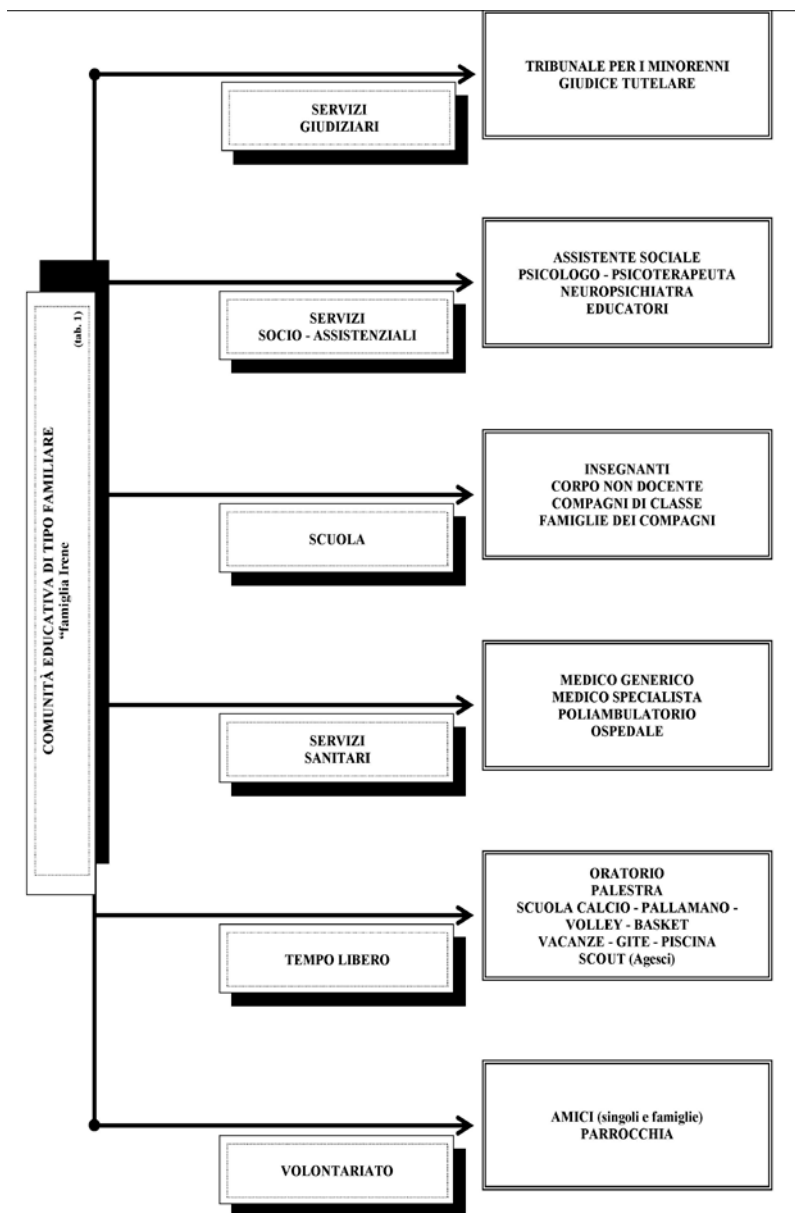 COMUNITÀ EDUCATIVA DI TIPO FAMILIARE
“famiglia Irene
(tab. 1)
SERVIZI
GIUDIZIARI
TRIBUNALE PER I MINORENNI
GIUDICE TUTELARE
SERVIZI
SOCIO - ASSISTENZIALI
ASSISTENTE SOCIALE
PSICOLOGO - PSICOTERAPEUTA
NEUROPSICHIATRA
EDUCATORI
SCUOLA
INSEGNANTI
CORPO NON DOCENTE
COMPAGNI DI CLASSE
FAMIGLIE DEI COMPAGNI
SERVIZI
SANITARI
MEDICO GENERICO
MEDICO SPECIALISTA
POLIAMBULATORIO
OSPEDALE
TEMPO LIBERO
ORATORIO
PALESTRA
SCUOLA CALCIO - PALLAMANO -
VOLLEY - BASKET
VACANZE - GITE - PISCINA
SCOUT (Agesci)
VOLONTARIATO
AMICI (singoli e famiglie)
PARROCCHIA